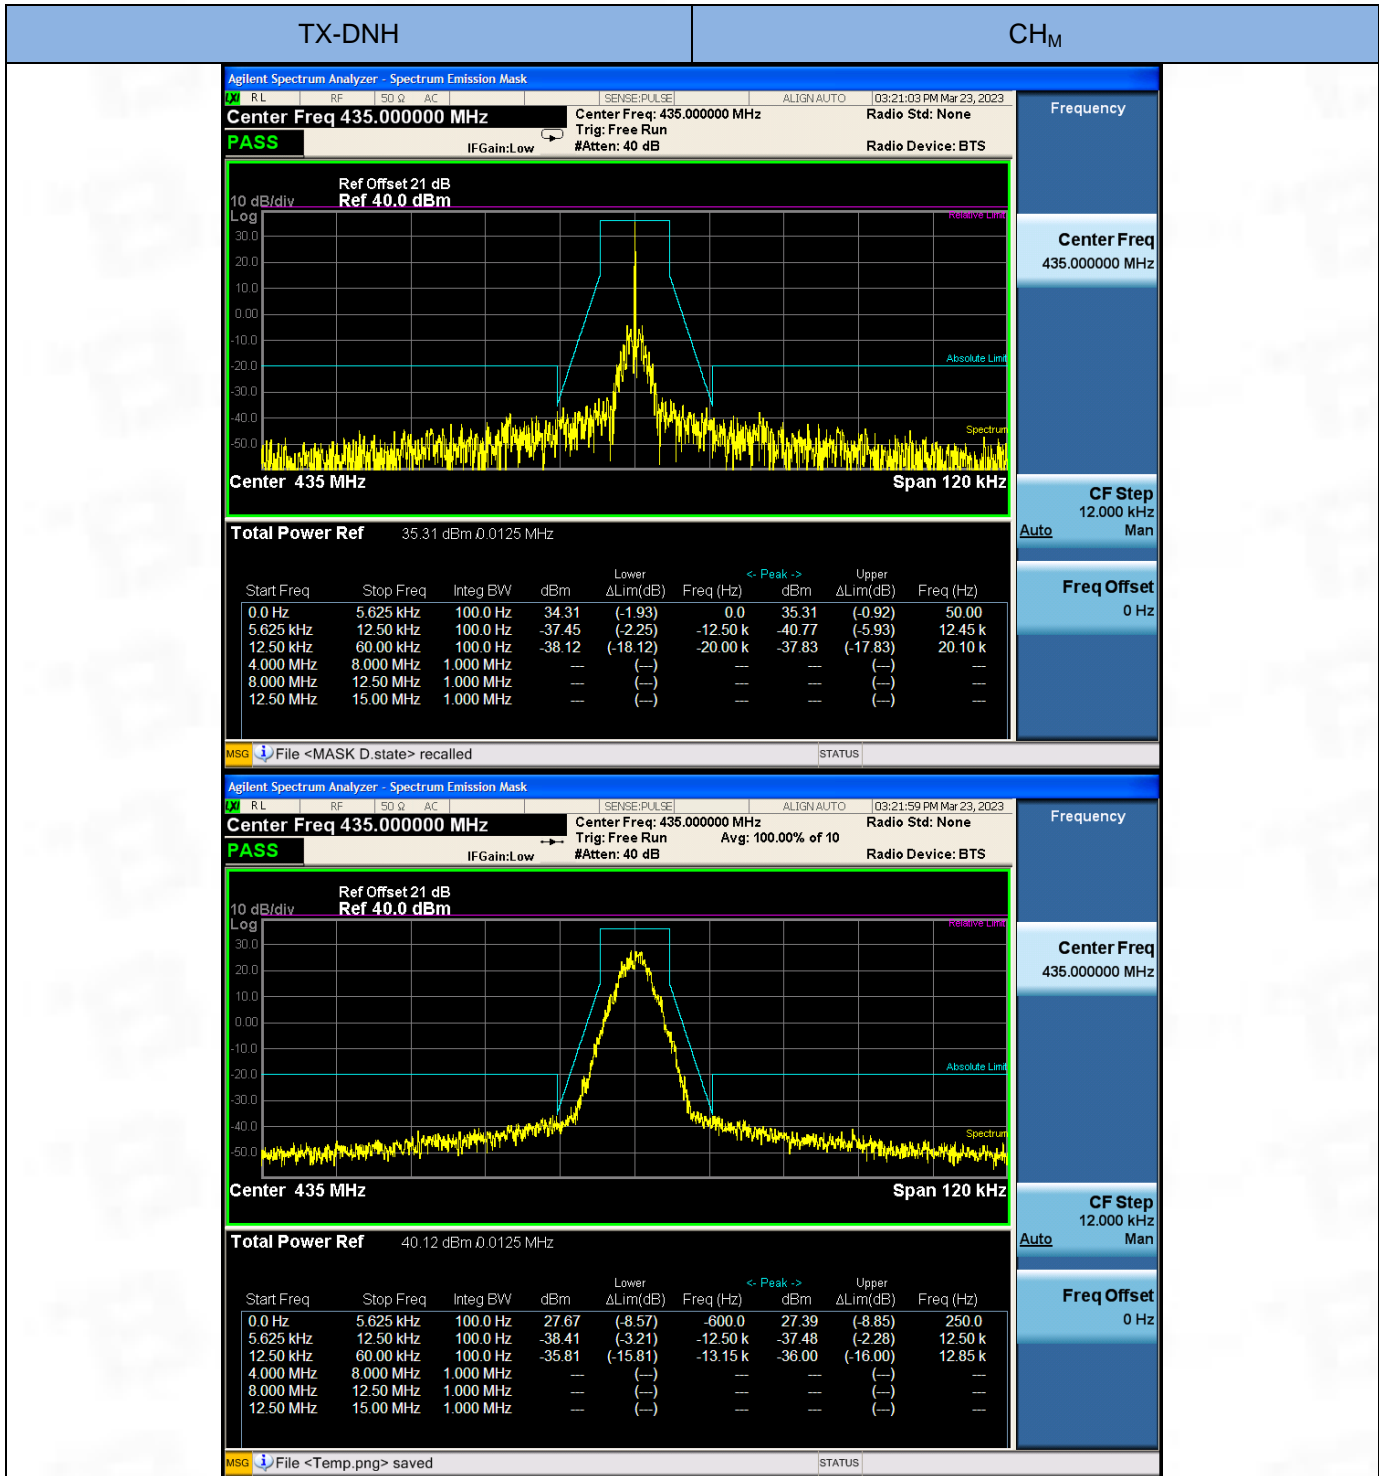 TX-DNH CH_M
Agilent Spectrum Analyzer - Spectrum Emission Mask
LXI RL RF 50 Ω AC SENSE:PULSE ALIGN AUTO 03:21:03 PM Mar 23, 2023
Center Freq 435.000000 MHz Center Freq: 435.000000 MHz Radio Std: None
Trig: Free Run
PASS IFGain:Low #Atten: 40 dB Radio Device: BTS
Frequency
Ref Offset 21 dB
10 dB/div Ref 40.0 dBm
Log
Relative Limit
30.0
20.0
10.0
0.00
-10.0
-20.0
-30.0
-40.0
-50.0
Absolute Limit
Spectrum
Center 435 MHz Span 120 kHz
Center Freq
435.000000 MHz
CF Step
12.000 kHz
Auto Man
Freq Offset
0 Hz
Total Power Ref 35.31 dBm/0.0125 MHz
Lower <- Peak -> Upper
Start Freq Stop Freq Integ BW dBm ΔLim(dB) Freq (Hz) dBm ΔLim(dB) Freq (Hz)
0.0 Hz 5.625 kHz 100.0 Hz 34.31 (-1.93) 0.0 35.31 (-0.92) 50.00
5.625 kHz 12.50 kHz 100.0 Hz -37.45 (-2.25) -12.50 k -40.77 (-5.93) 12.45 k
12.50 kHz 60.00 kHz 100.0 Hz -38.12 (-18.12) -20.00 k -37.83 (-17.83) 20.10 k
4.000 MHz 8.000 MHz 1.000 MHz --- (---) --- --- (---) ---
8.000 MHz 12.50 MHz 1.000 MHz --- (---) --- --- (---) ---
12.50 MHz 15.00 MHz 1.000 MHz --- (---) --- --- (---) ---
MSG File <MASK D.state> recalled STATUS
Agilent Spectrum Analyzer - Spectrum Emission Mask
LXI RL RF 50 Ω AC SENSE:PULSE ALIGN AUTO 03:21:59 PM Mar 23, 2023
Center Freq 435.000000 MHz Center Freq: 435.000000 MHz Radio Std: None
Trig: Free Run Avg: 100.00% of 10
PASS IFGain:Low #Atten: 40 dB Radio Device: BTS
Frequency
Ref Offset 21 dB
10 dB/div Ref 40.0 dBm
Log
Relative Limit
30.0
20.0
10.0
0.00
-10.0
-20.0
-30.0
-40.0
-50.0
Absolute Limit
Spectrum
Center 435 MHz Span 120 kHz
Center Freq
435.000000 MHz
CF Step
12.000 kHz
Auto Man
Freq Offset
0 Hz
Total Power Ref 40.12 dBm/0.0125 MHz
Lower <- Peak -> Upper
Start Freq Stop Freq Integ BW dBm ΔLim(dB) Freq (Hz) dBm ΔLim(dB) Freq (Hz)
0.0 Hz 5.625 kHz 100.0 Hz 27.67 (-8.57) -600.0 27.39 (-8.85) 250.0
5.625 kHz 12.50 kHz 100.0 Hz -38.41 (-3.21) -12.50 k -37.48 (-2.28) 12.50 k
12.50 kHz 60.00 kHz 100.0 Hz -35.81 (-15.81) -13.15 k -36.00 (-16.00) 12.85 k
4.000 MHz 8.000 MHz 1.000 MHz --- (---) --- --- (---) ---
8.000 MHz 12.50 MHz 1.000 MHz --- (---) --- --- (---) ---
12.50 MHz 15.00 MHz 1.000 MHz --- (---) --- --- (---) ---
MSG File <Temp.png> saved STATUS